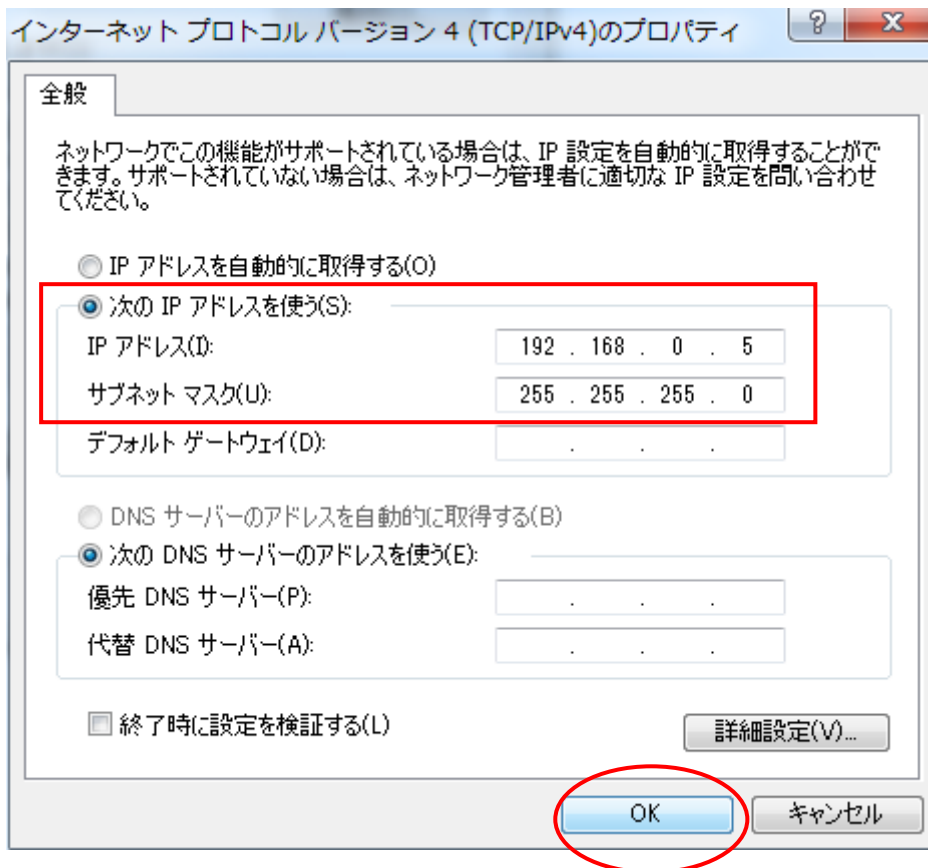 インターネット プロトコル バージョン 4 (TCP/IPv4)のプロパティ
全般
ネットワークでこの機能がサポートされている場合は、IP 設定を自動的に取得することがで
きます。サポートされていない場合は、ネットワーク管理者に適切な IP 設定を問い合わせ
てください。
IP アドレスを自動的に取得する(O)
次の IP アドレスを使う(S):
IP アドレス(I): 192 . 168 . 0 . 5
サブネット マスク(U): 255 . 255 . 255 . 0
デフォルト ゲートウェイ(D): . . .
DNS サーバーのアドレスを自動的に取得する(B)
次の DNS サーバーのアドレスを使う(E):
優先 DNS サーバー(P): . . .
代替 DNS サーバー(A): . . .
終了時に設定を検証する(L)
詳細設定(V)...
OK キャンセル